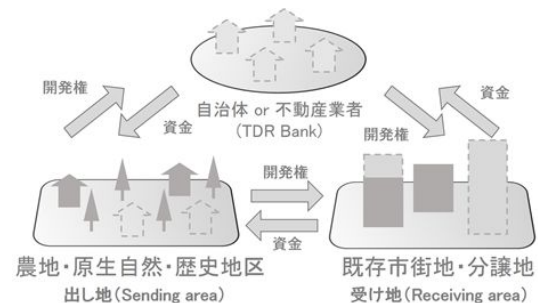 開発権
資金
自治体 or 不動産業者
(TDR Bank)
資金
開発権
開発権
資金
農地・原生自然・歴史地区
出し地(Sending area)
既存市街地・分譲地
受け地(Receiving area)